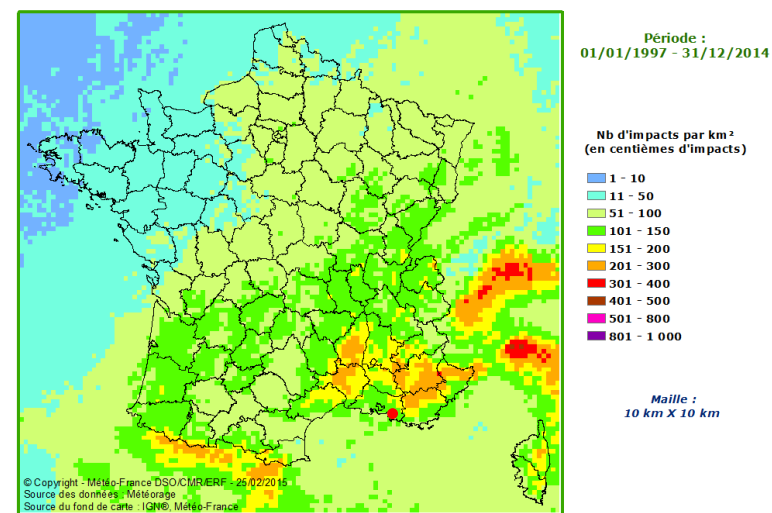 Période :
01/01/1997 - 31/12/2014
Nb d'impacts par km²
(en centièmes d'impacts)
1 - 10
11 - 50
51 - 100
101 - 150
151 - 200
201 - 300
301 - 400
401 - 500
501 - 800
801 - 1 000
Maille :
10 km X 10 km
© Copyright - Météo-France DSO/CMR/ERF - 25/02/2015
Source des données : Météorage
Source du fond de carte : IGN®, Météo-France